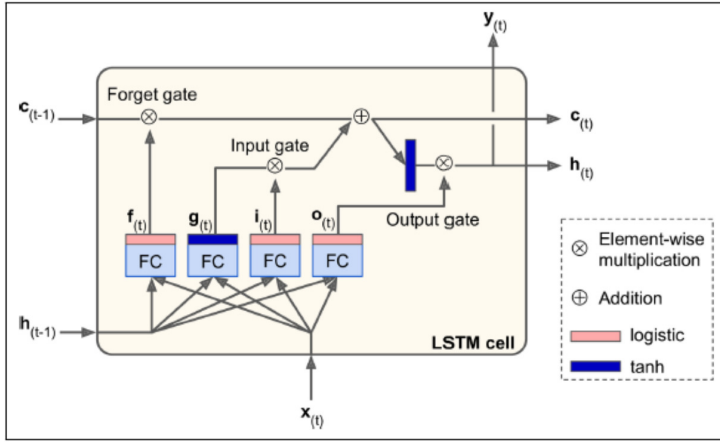 y(t)
Forget gate
c(t-1)
c(t)
Input gate
h(t)
f(t) g(t) i(t) o(t)
Output gate
FC FC FC FC
Element-wise
multiplication
Addition
h(t-1)
LSTM cell
logistic
tanh
x(t)